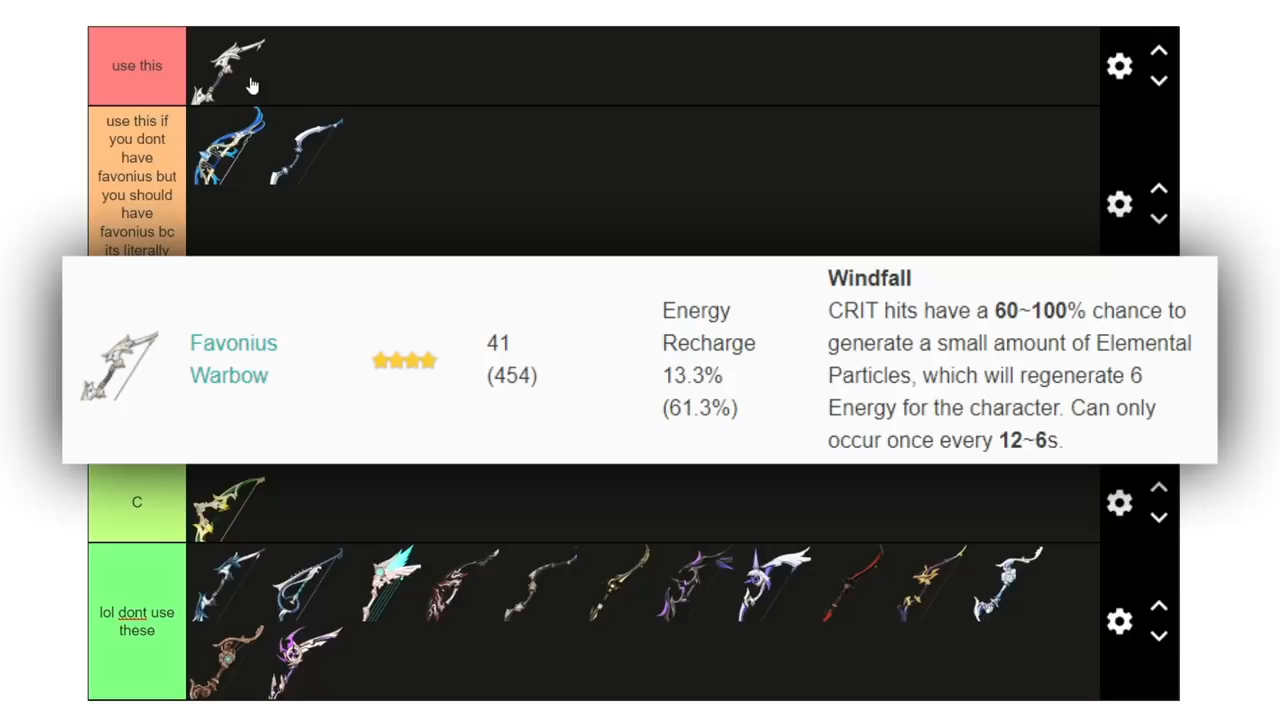 use this
use this if
you dont
have
favonius but
you should
have
favonius bc
its literally
Windfall
Favonius
Warbow
41
(454)
Energy
Recharge
13.3%
(61.3%)
CRIT hits have a 60~100% chance to
generate a small amount of Elemental
Particles, which will regenerate 6
Energy for the character. Can only
occur once every 12~6s.
C
lol dont use
these